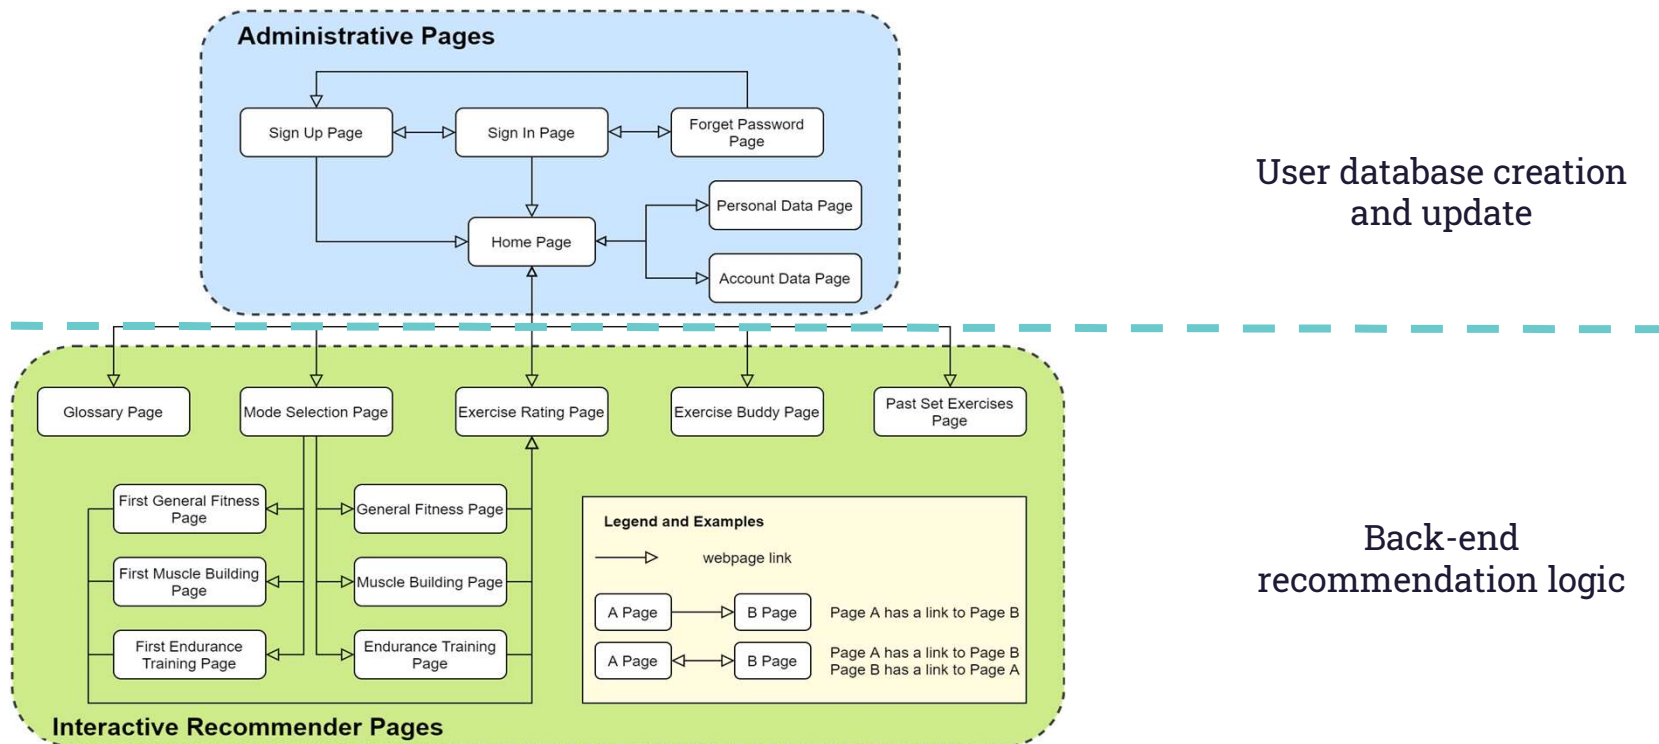 Administrative Pages
Sign Up Page
Sign In Page
Forget Password
Page
Personal Data Page
Home Page
Account Data Page
User database creation
and update
Glossary Page
Mode Selection Page
Exercise Rating Page
Exercise Buddy Page
Past Set Exercises
Page
First General Fitness
Page
General Fitness Page
First Muscle Building
Page
Muscle Building Page
First Endurance
Training Page
Endurance Training
Page
Legend and Examples
webpage link
A Page
B Page
Page A has a link to Page B
A Page
B Page
Page A has a link to Page B
Page B has a link to Page A
Interactive Recommender Pages
Back-end
recommendation logic